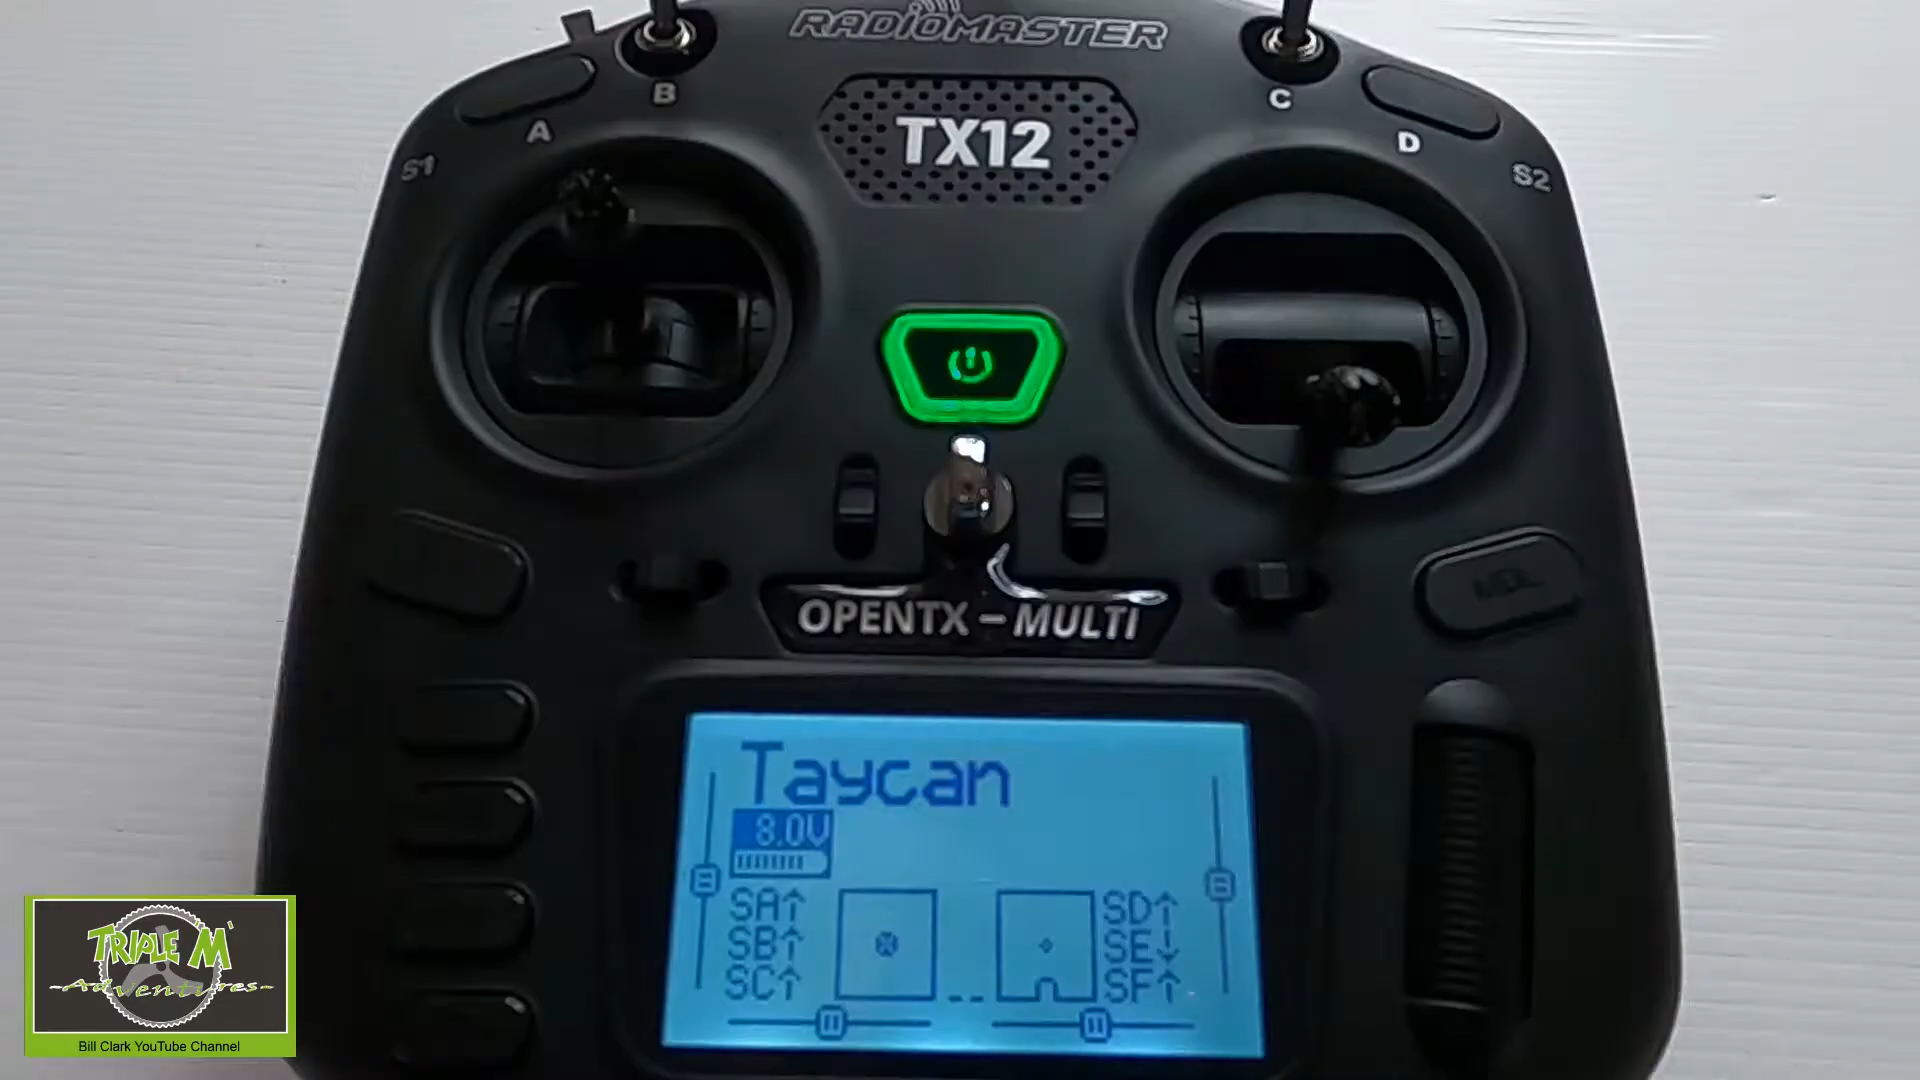 RADIOMASTER
B
C
A
TX12
D
S1
S2
OPENTX – MULTI
MDL
Taycan
8.0V
SA↑
SD↑
SB↑
SE↓
SC↑
SF↑
--
TRIPLE M'
-Adventures-
Bill Clark YouTube Channel